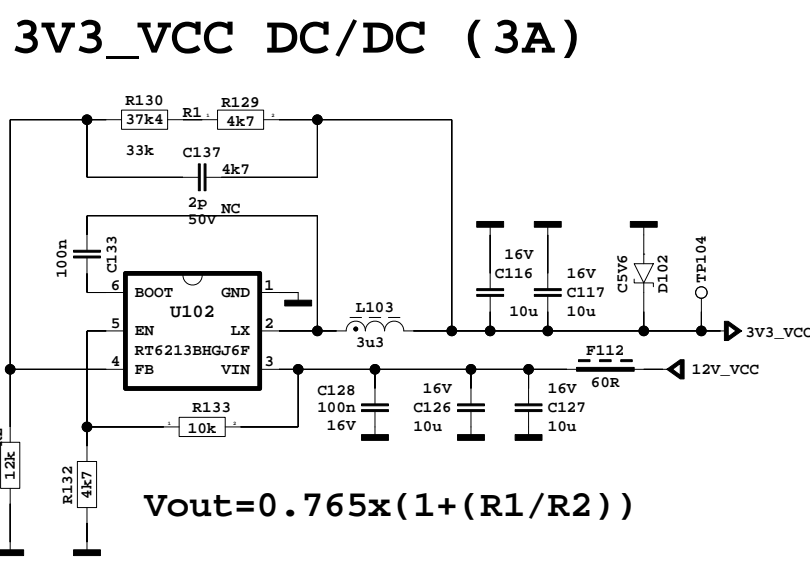 3V3_VCC DC/DC (3A)
R130 R1 R129
37k4 4k7
33k C137 4k7
2p NC
50V
100n C133
6 BOOT GND 1
U102
5 EN LX 2
RT6213BHGJ6F
4 FB VIN 3
L103
3u3
16V
C116
10u
16V
C117
10u
C5V6 D102
TP104
3V3_VCC
F112
60R
12V_VCC
C128
100n
16V
16V
C126
10u
16V
C127
10u
R133
10k
12k
R132 4k7
Vout=0.765x(1+(R1/R2))